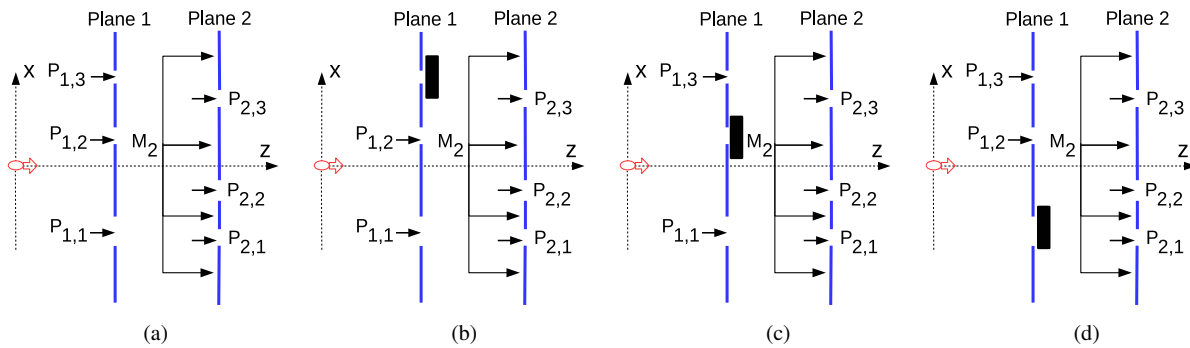 Plane 1 Plane 2
X
P1,3
P2,3
P1,2
M2
Z
P2,2
P1,1
P2,1
(a)
Plane 1 Plane 2
X
P2,3
P1,2
M2
Z
P2,2
P1,1
P2,1
(b)
Plane 1 Plane 2
X
P1,3
P2,3
M2
Z
P2,2
P1,1
P2,1
(c)
Plane 1 Plane 2
X
P1,3
P2,3
P1,2
M2
Z
P2,2
P2,1
(d)